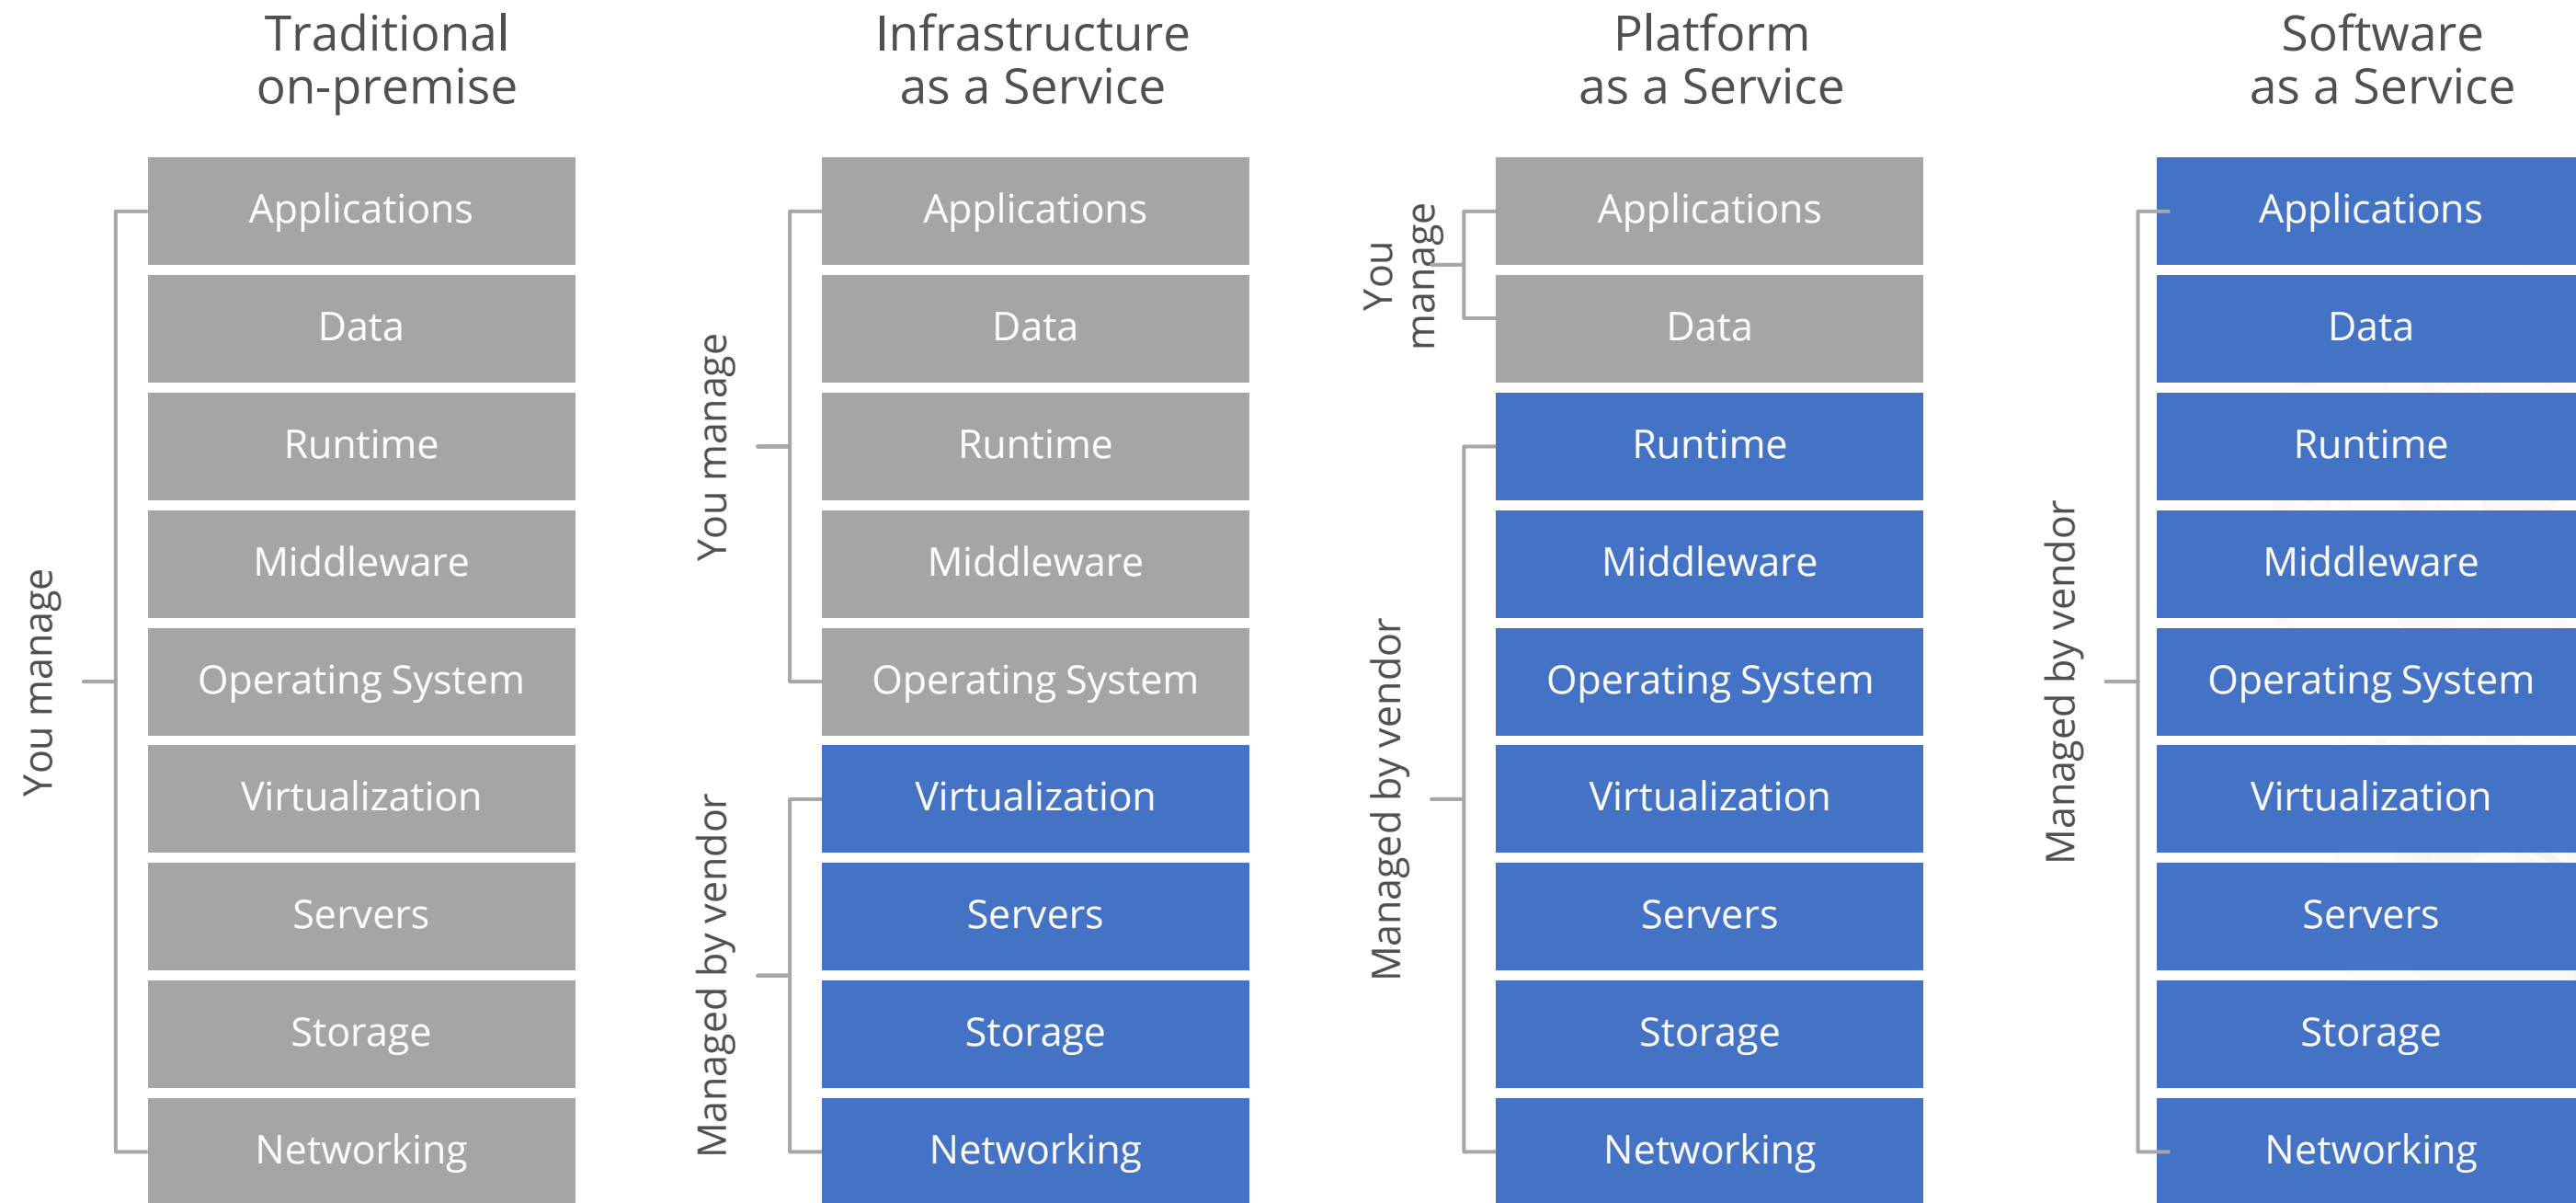 Traditional
on-premise
You manage
Applications
Data
Runtime
Middleware
Operating System
Virtualization
Servers
Storage
Networking
Infrastructure
as a Service
You manage
Managed by vendor
Applications
Data
Runtime
Middleware
Operating System
Virtualization
Servers
Storage
Networking
Platform
as a Service
You
manage
Managed by vendor
Applications
Data
Runtime
Middleware
Operating System
Virtualization
Servers
Storage
Networking
Software
as a Service
Managed by vendor
Applications
Data
Runtime
Middleware
Operating System
Virtualization
Servers
Storage
Networking